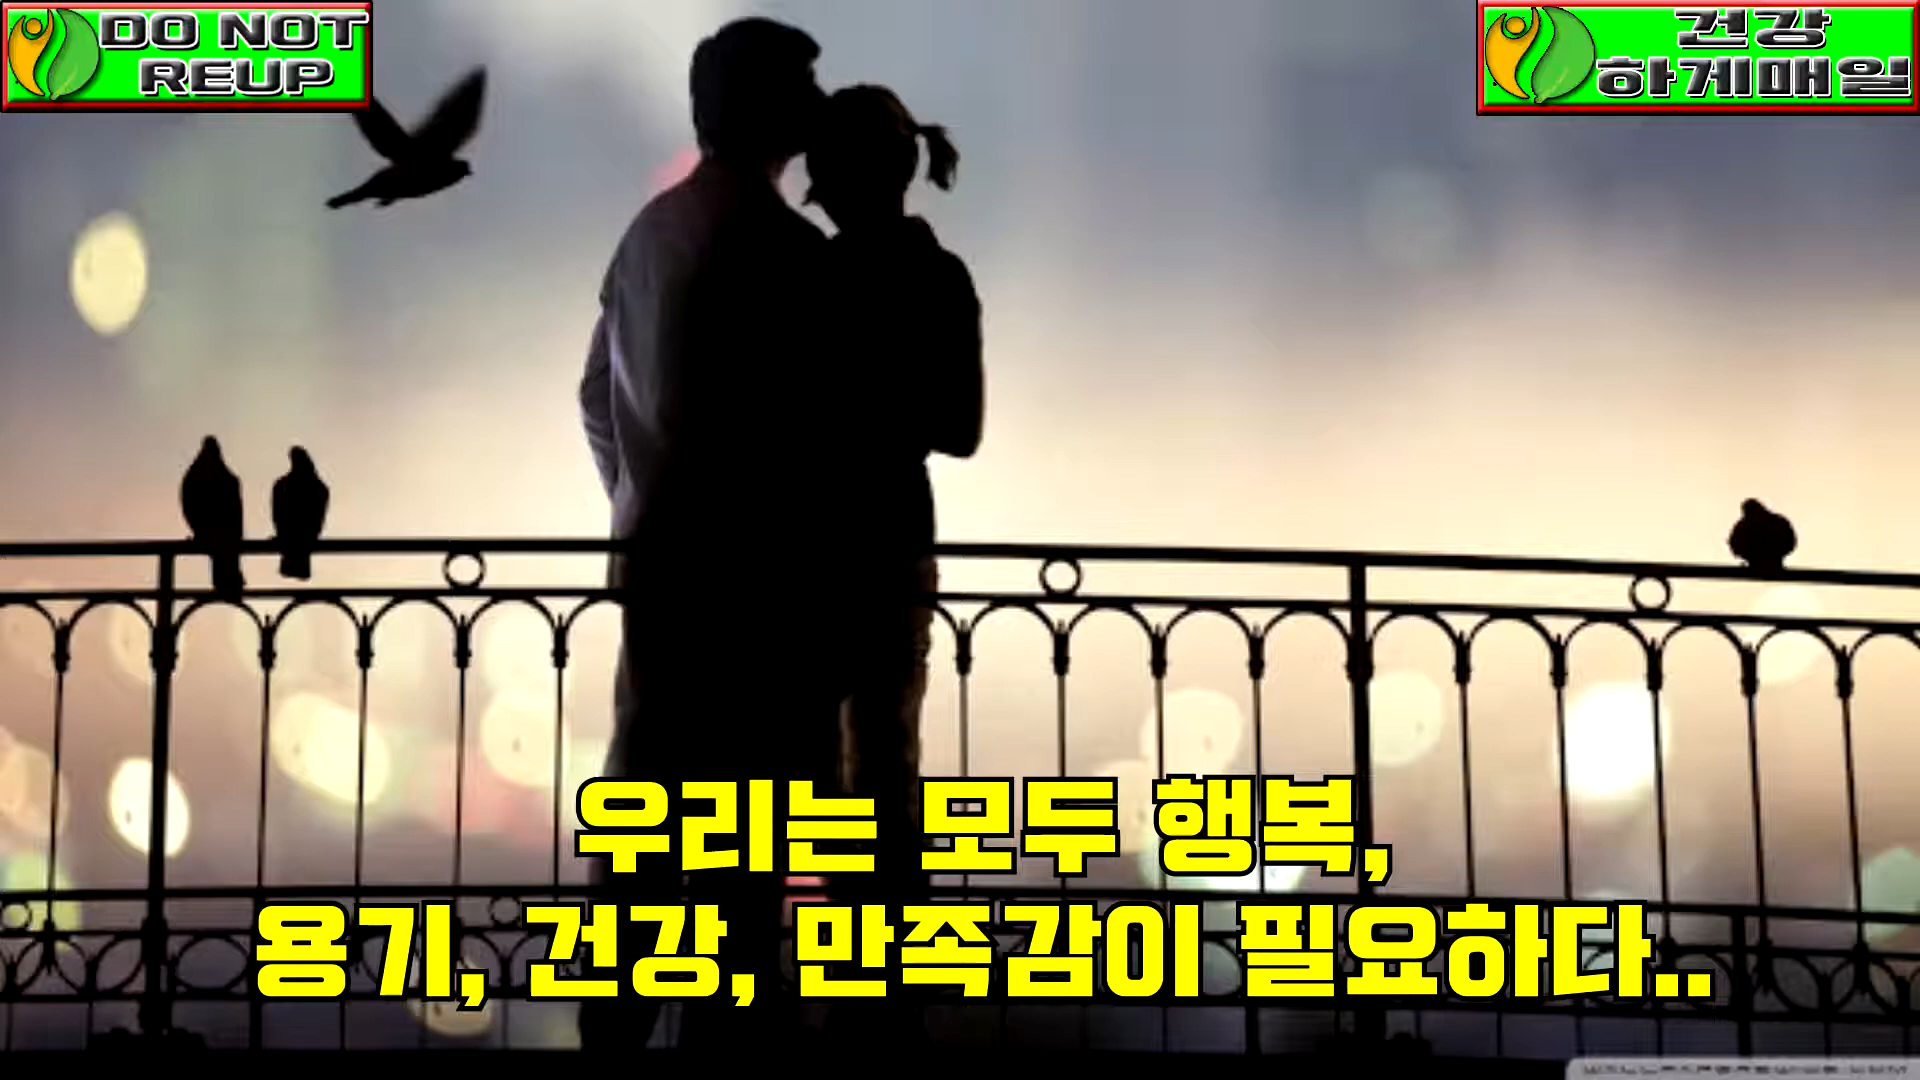 DO NOT
REUP
건강
하게매일
우리는 모두 행복,
용기, 건강, 만족감이 필요하다..